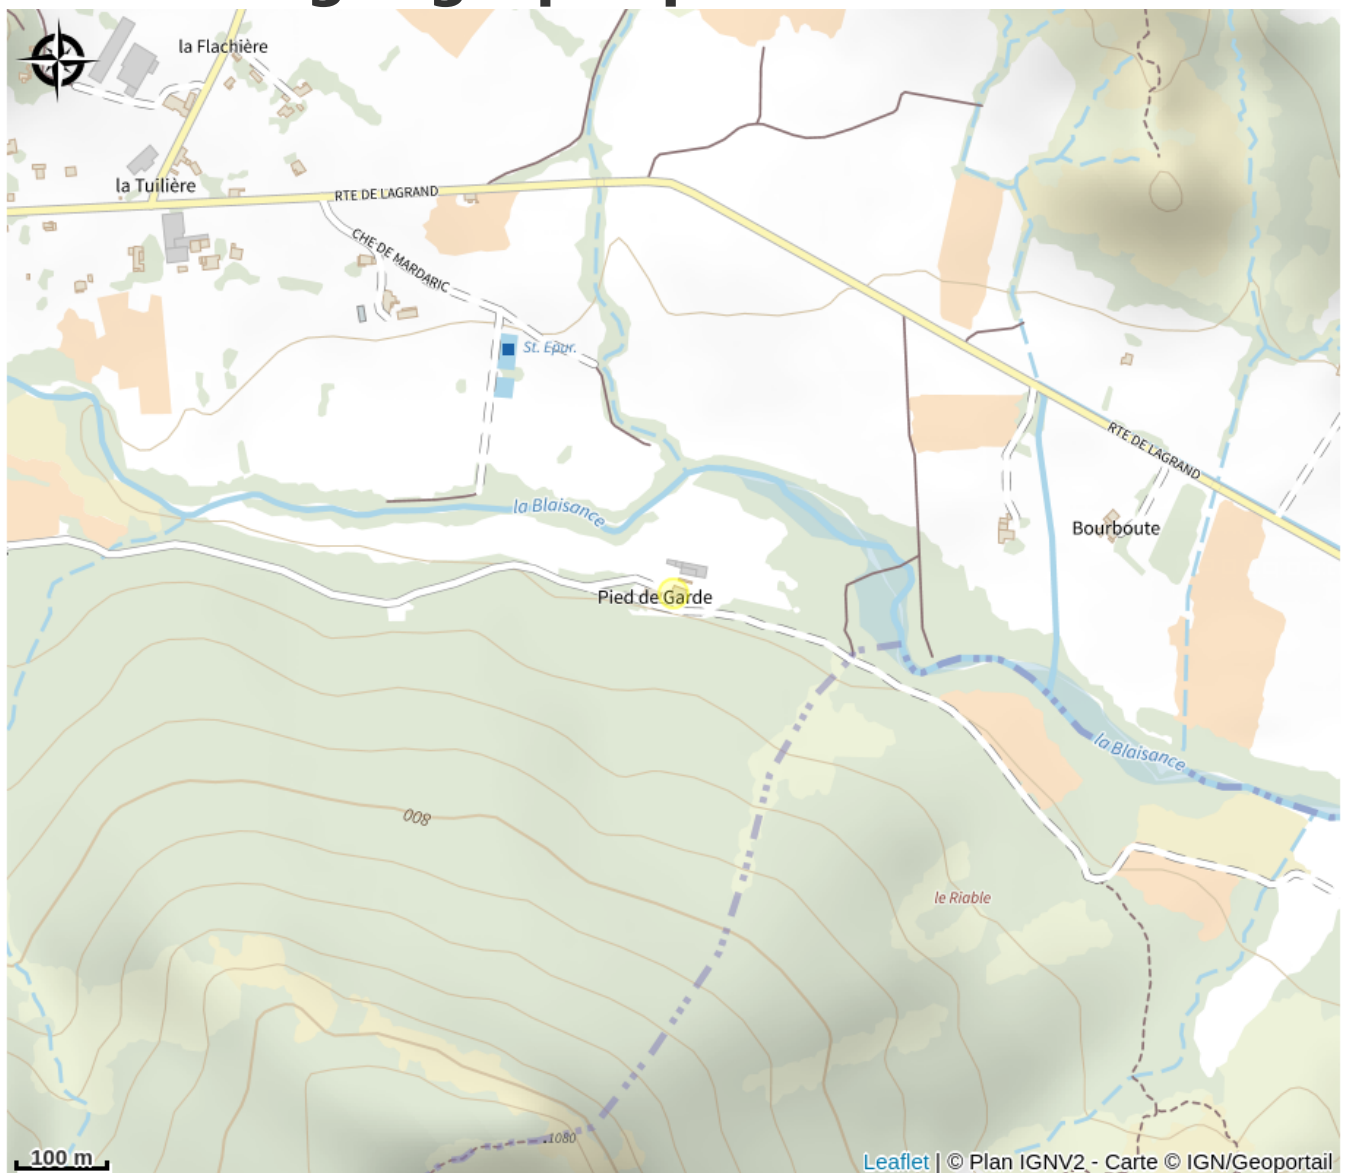 la Flachière
la Tuilière
RTE DE LAGRAND
CHE DE MARDARIC
St. Epur.
RTE DE LAGRAND
la Blaisance
Bourboute
Pied de Garde
la Blaisance
800
le Riable
1080
100 m
Leaflet | © Plan IGNV2 - Carte © IGN/Geoportail